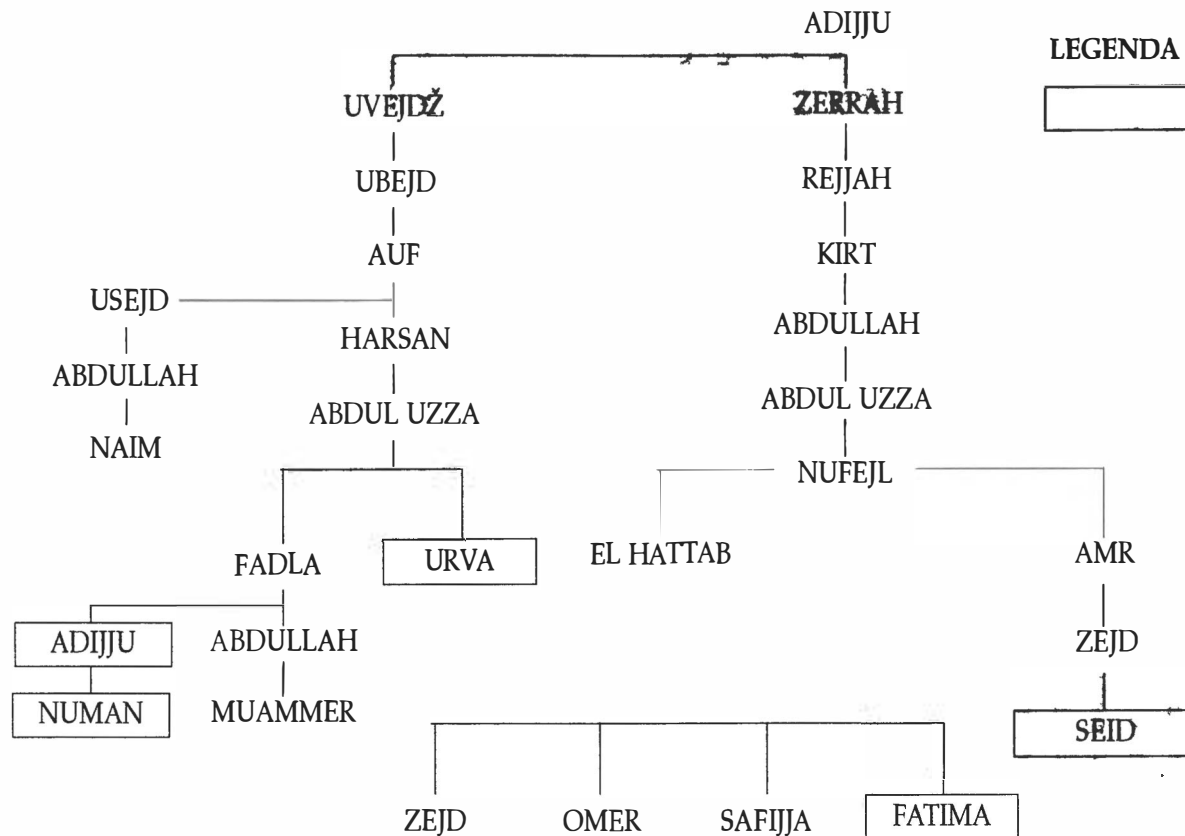 ADIJJU
LEGENDA
UVEJDŽ ZERRAH
UBEJD REJJAH
AUF KIRT
USEJD
HARSAN ABDULLAH
ABDULLAH
ABDUL UZZA ABDUL UZZA
NAIM
NUFEJL
FADLA URVA EL HATTAB AMR
ADIJJU ABDULLAH ZEJD
NUMAN MUAMMER
SEID
ZEJD OMER SAFIJJA FATIMA